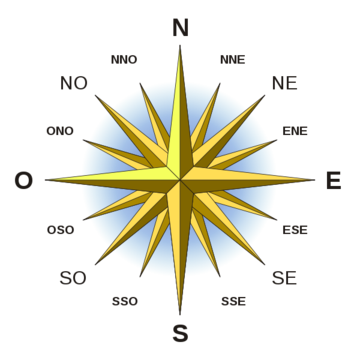 N
NNO NNE
NO NE
ONO ENE
O E
OSO ESE
SO SE
SSO SSE
S